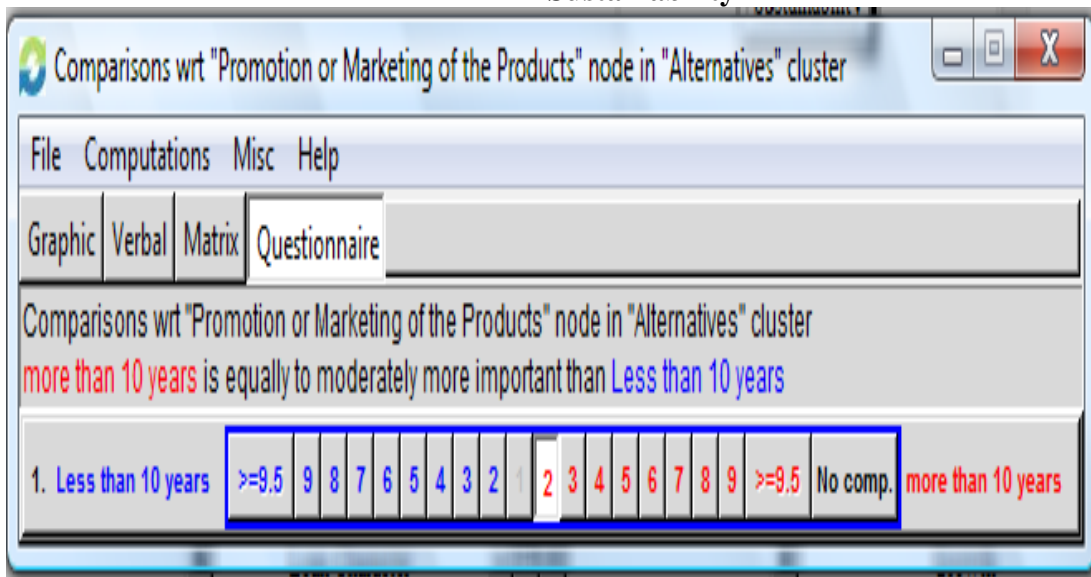 Sustainability
Comparisons wrt "Promotion or Marketing of the Products" node in "Alternatives" cluster
File Computations Misc Help
Graphic Verbal Matrix Questionnaire
Comparisons wrt "Promotion or Marketing of the Products" node in "Alternatives" cluster
more than 10 years is equally to moderately more important than Less than 10 years
1. Less than 10 years >=9.5 9 8 7 6 5 4 3 2 1 2 3 4 5 6 7 8 9 >=9.5 No comp. more than 10 years